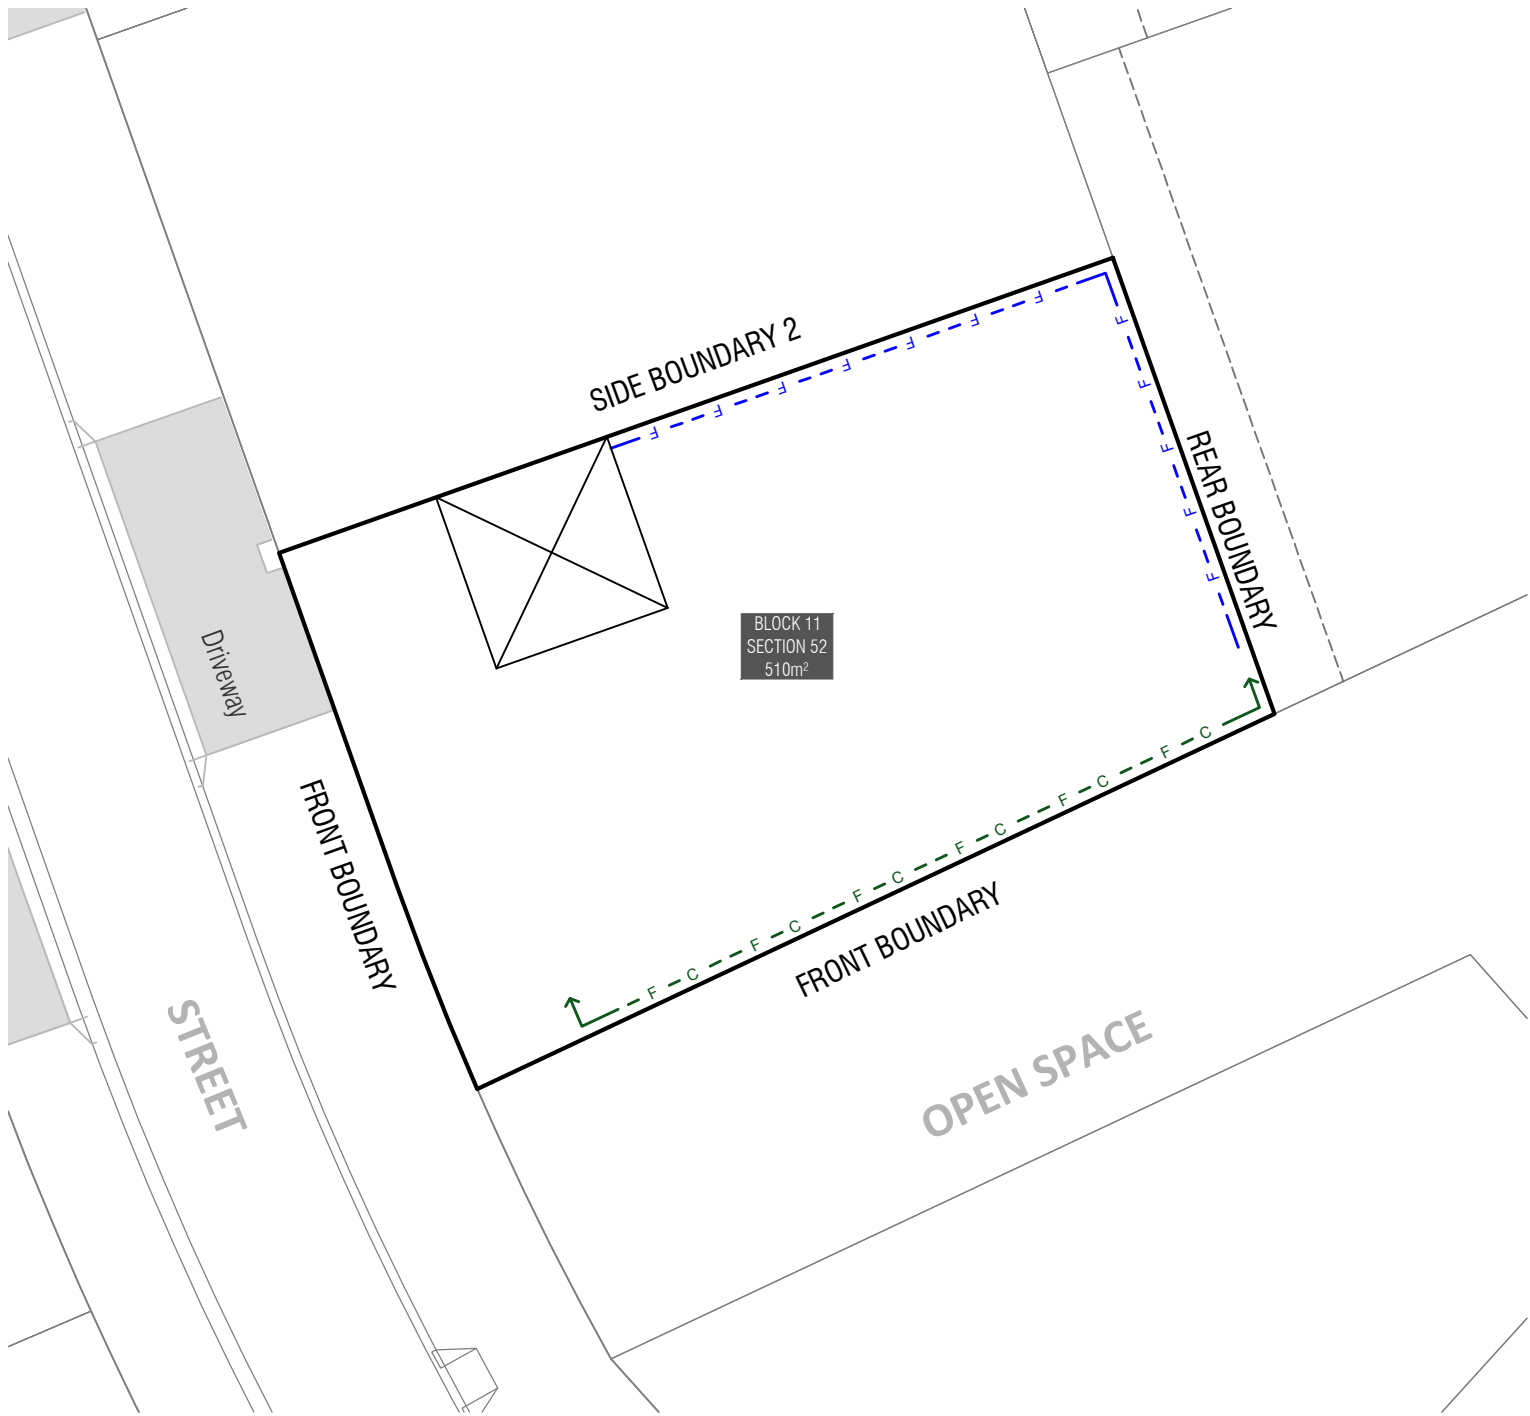 SIDE BOUNDARY 2
F F F F F F F
F F F F F
REAR BOUNDARY
BLOCK 11
SECTION 52
510m²
Driveway
FRONT BOUNDARY
F C F C F C F C F C F C
FRONT BOUNDARY
STREET
OPEN SPACE